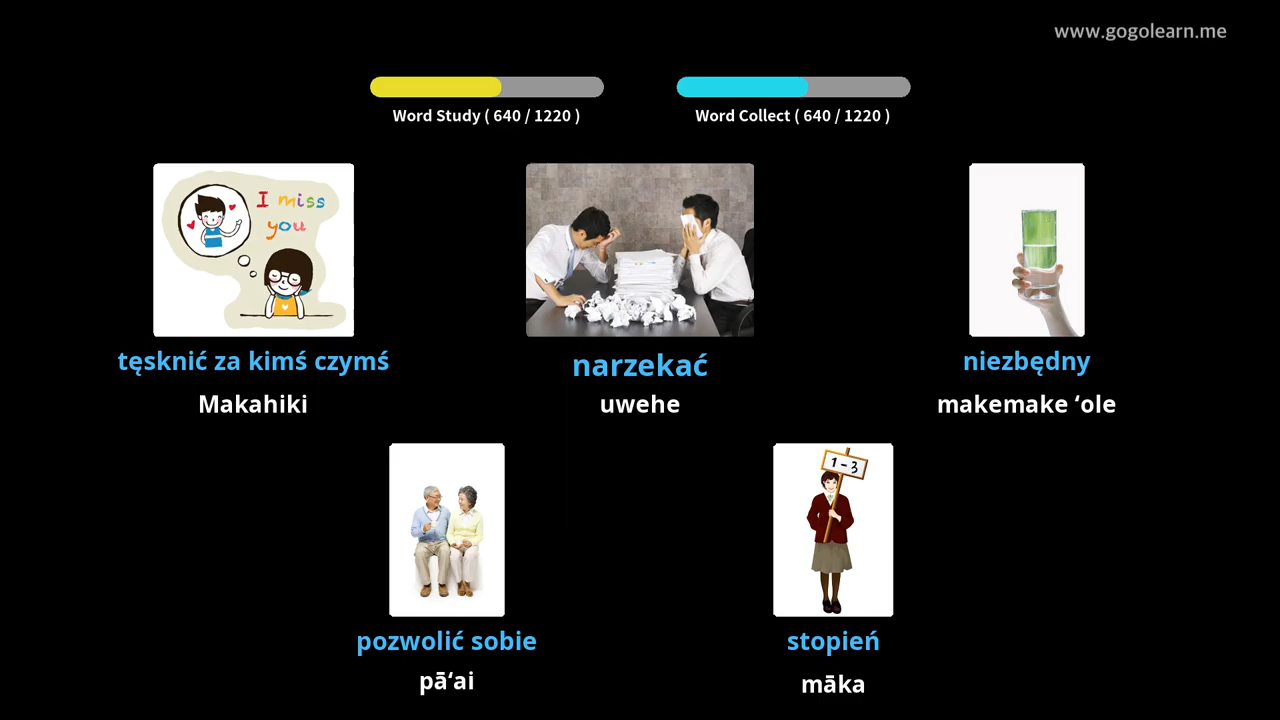 www.gogolearn.me
Word Study ( 640 / 1220 )
Word Collect ( 640 / 1220 )
I miss
you
tęsknić za kimś czymś
Makahiki
narzekać
uwehe
niezbędny
makemake ʻole
1 - 3
pozwolić sobie
pāʻai
stopień
māka